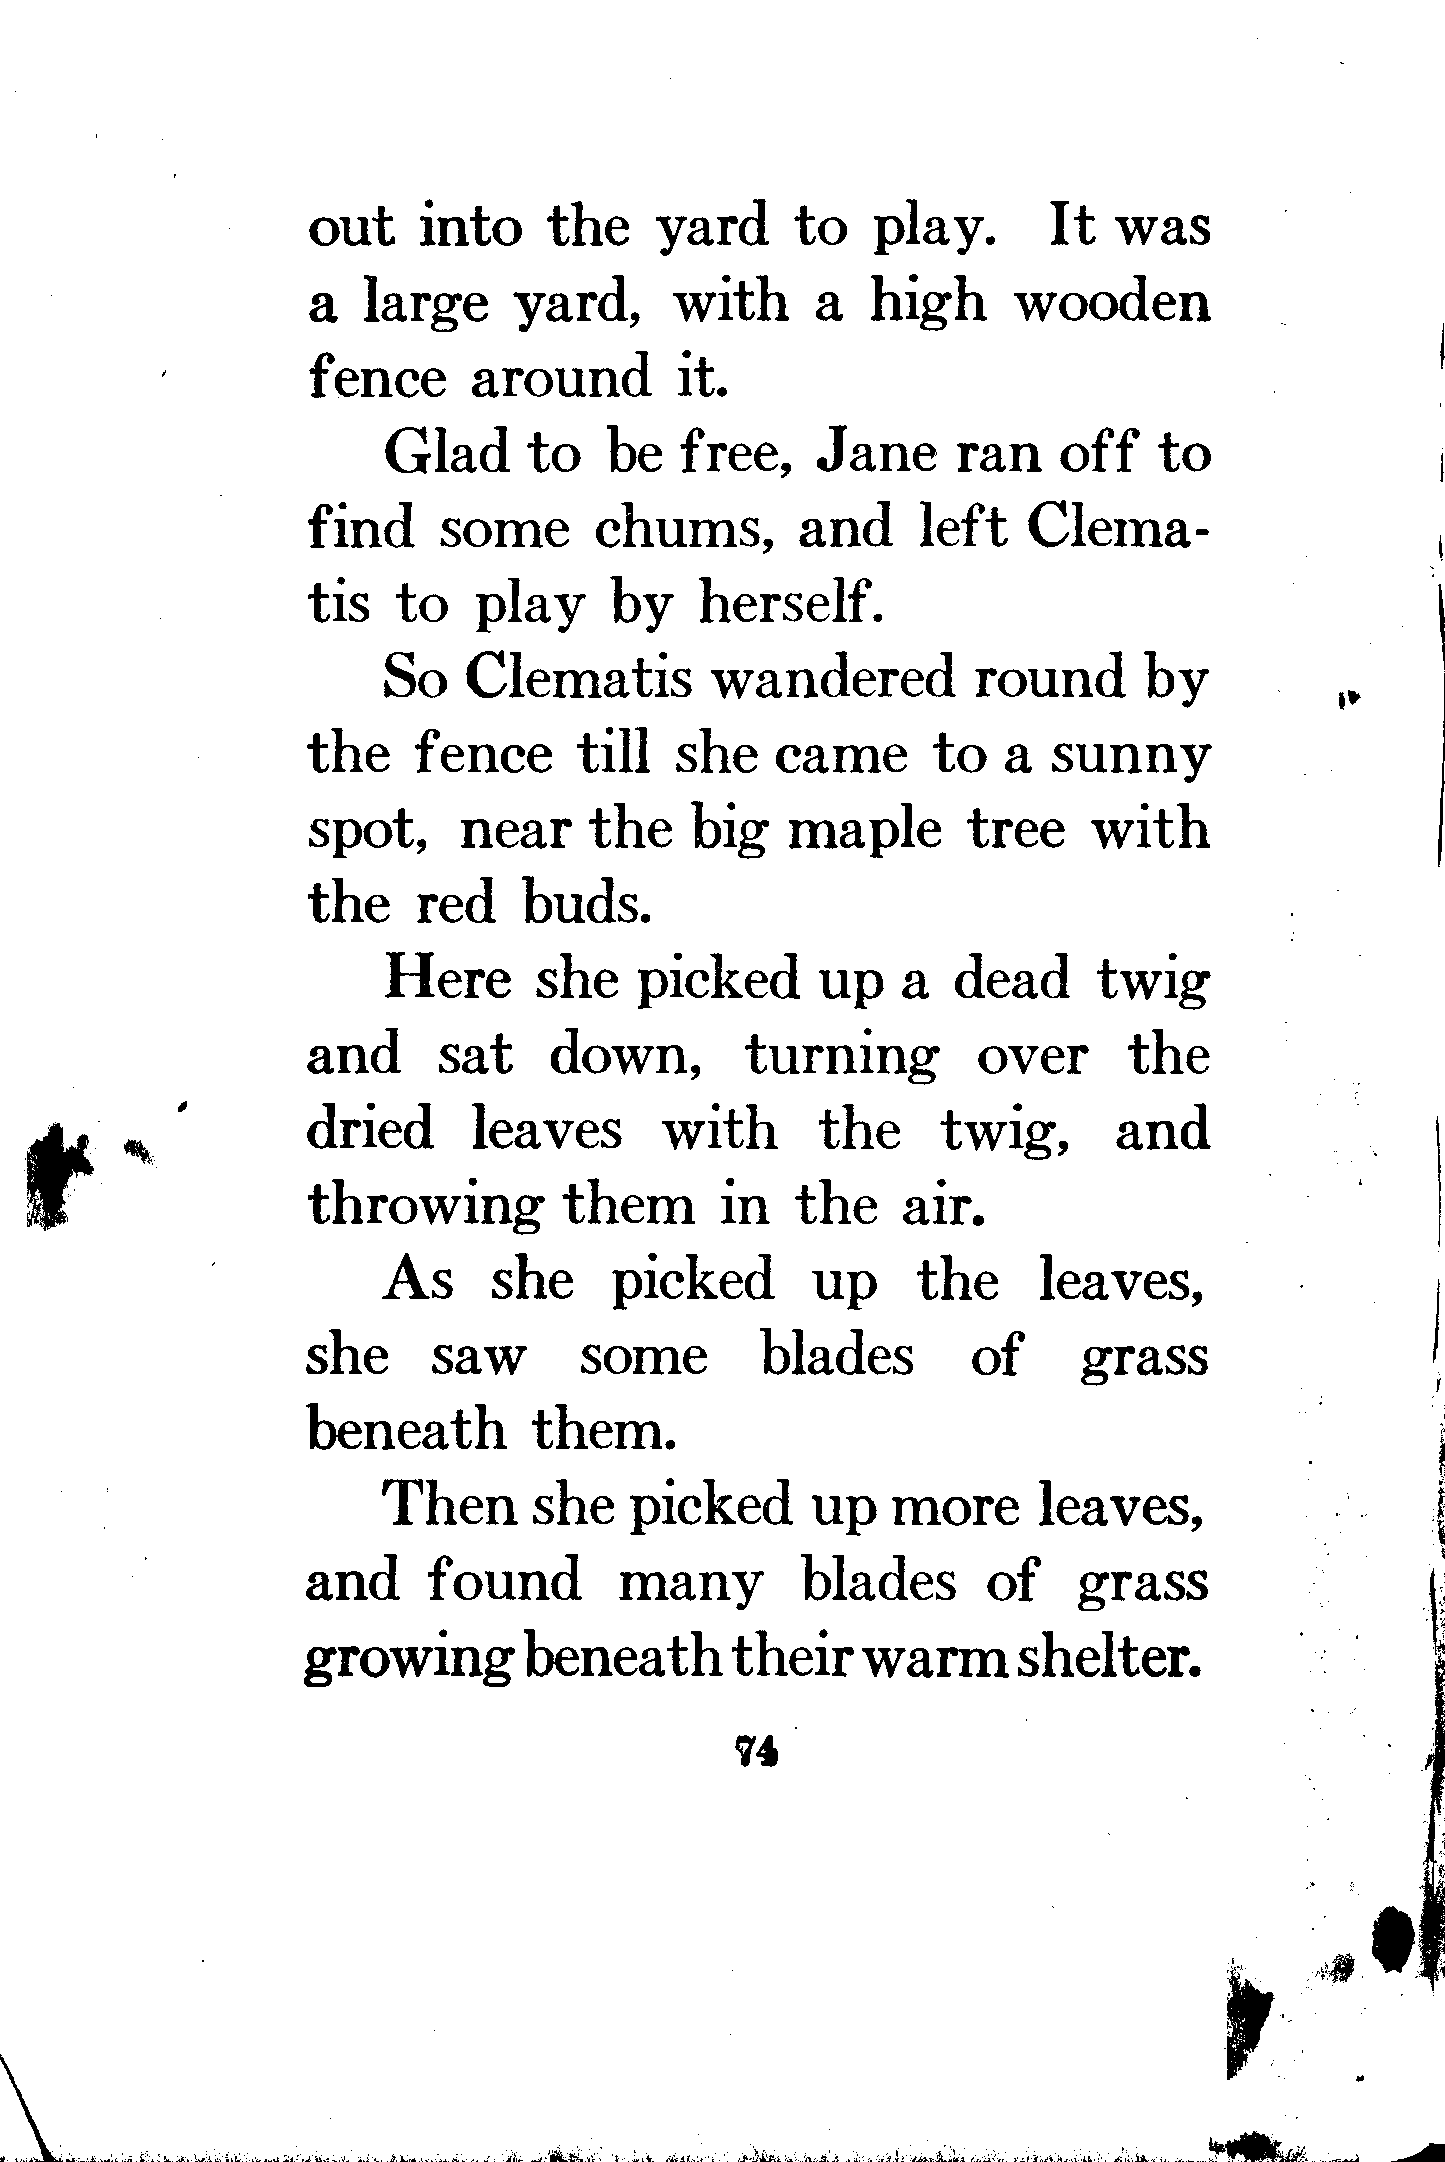 out into the yard to play. It was
a large yard, with a high wooden
fence around it.
Glad to be free, Jane ran off to
find some chums, and left Clema-
tis to play by herself.
So Clematis wandered round by
the fence till she came to a sunny
spot, near the big maple tree with
the red buds.
Here she picked up a dead twig
and sat down, turning over the
dried leaves with the twig, and
throwing them in the air.
As she picked up the leaves,
she saw some blades of grass
beneath them.
Then she picked up more leaves,
and found many blades of grass
growing beneath their warm shelter.
74